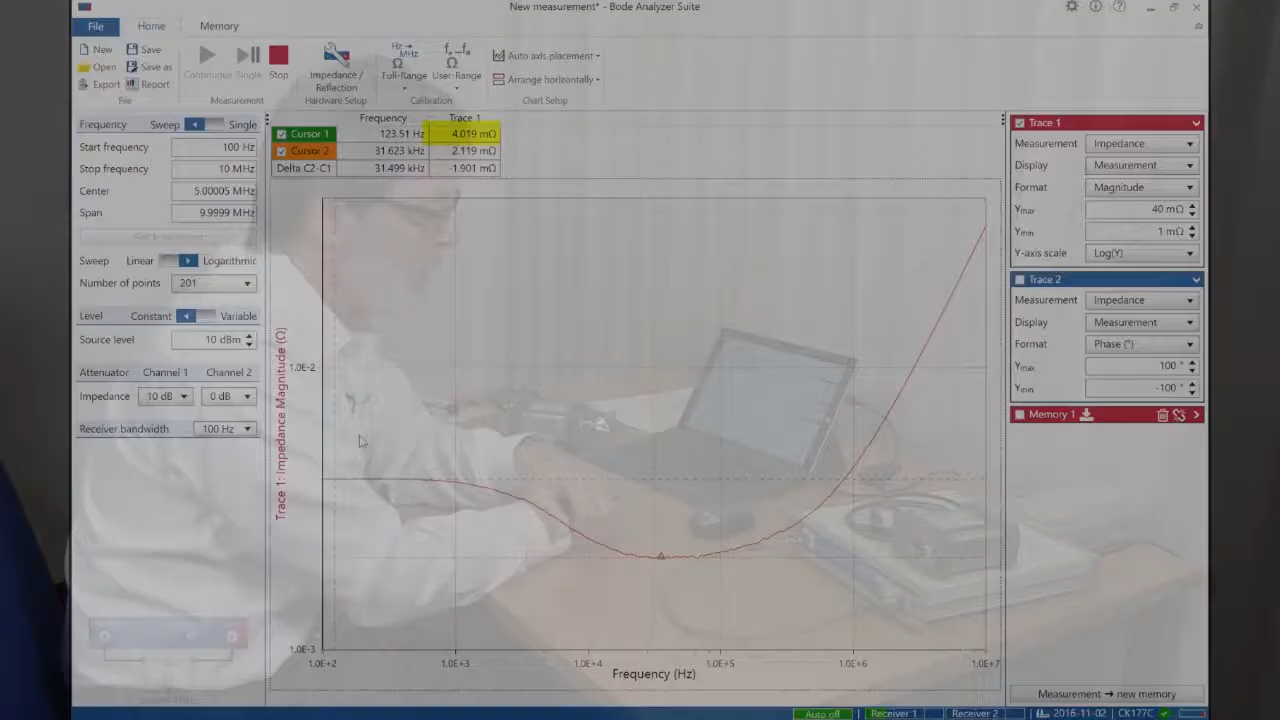 New measurement* - Bode Analyzer Suite
File Home Memory
New Save
Open Save as
Export Report
File
Continuous Single Stop
Measurement
Impedance / Reflection
Hardware Setup
Hz→ MHz Ω Full-Range
f...f Ω User-Range
Calibration
Auto axis placement
Arrange horizontally
Chart Setup
Frequency Sweep Single
Start frequency 100 Hz
Stop frequency 10 MHz
Center 5.00005 MHz
Span 9.9999 MHz
Sweep Linear Logarithmic
Number of points 201
Level Constant Variable
Source level 10 dBm
Attenuator Channel 1 Channel 2
Impedance 10 dB 0 dB
Receiver bandwidth 100 Hz
Frequency Trace 1
Cursor 1 123.51 Hz 4.019 mΩ
Cursor 2 31.623 kHz 2.119 mΩ
Delta C2-C1 31.499 kHz -1.901 mΩ
Trace 1: Impedance Magnitude (Ω)
1.0E-2
1.0E-3
1.0E+2 1.0E+3 1.0E+4 1.0E+5 1.0E+6 1.0E+7
Frequency (Hz)
Trace 1
Measurement Impedance
Display Measurement
Format Magnitude
Ymax 40 mΩ
Ymin 1 mΩ
Y-axis scale Log(Y)
Trace 2
Measurement Impedance
Display Measurement
Format Phase (°)
Ymax 100 °
Ymin -100 °
Memory 1
Measurement → new memory
Auto off Receiver 1 Receiver 2 2016-11-02 CK177C